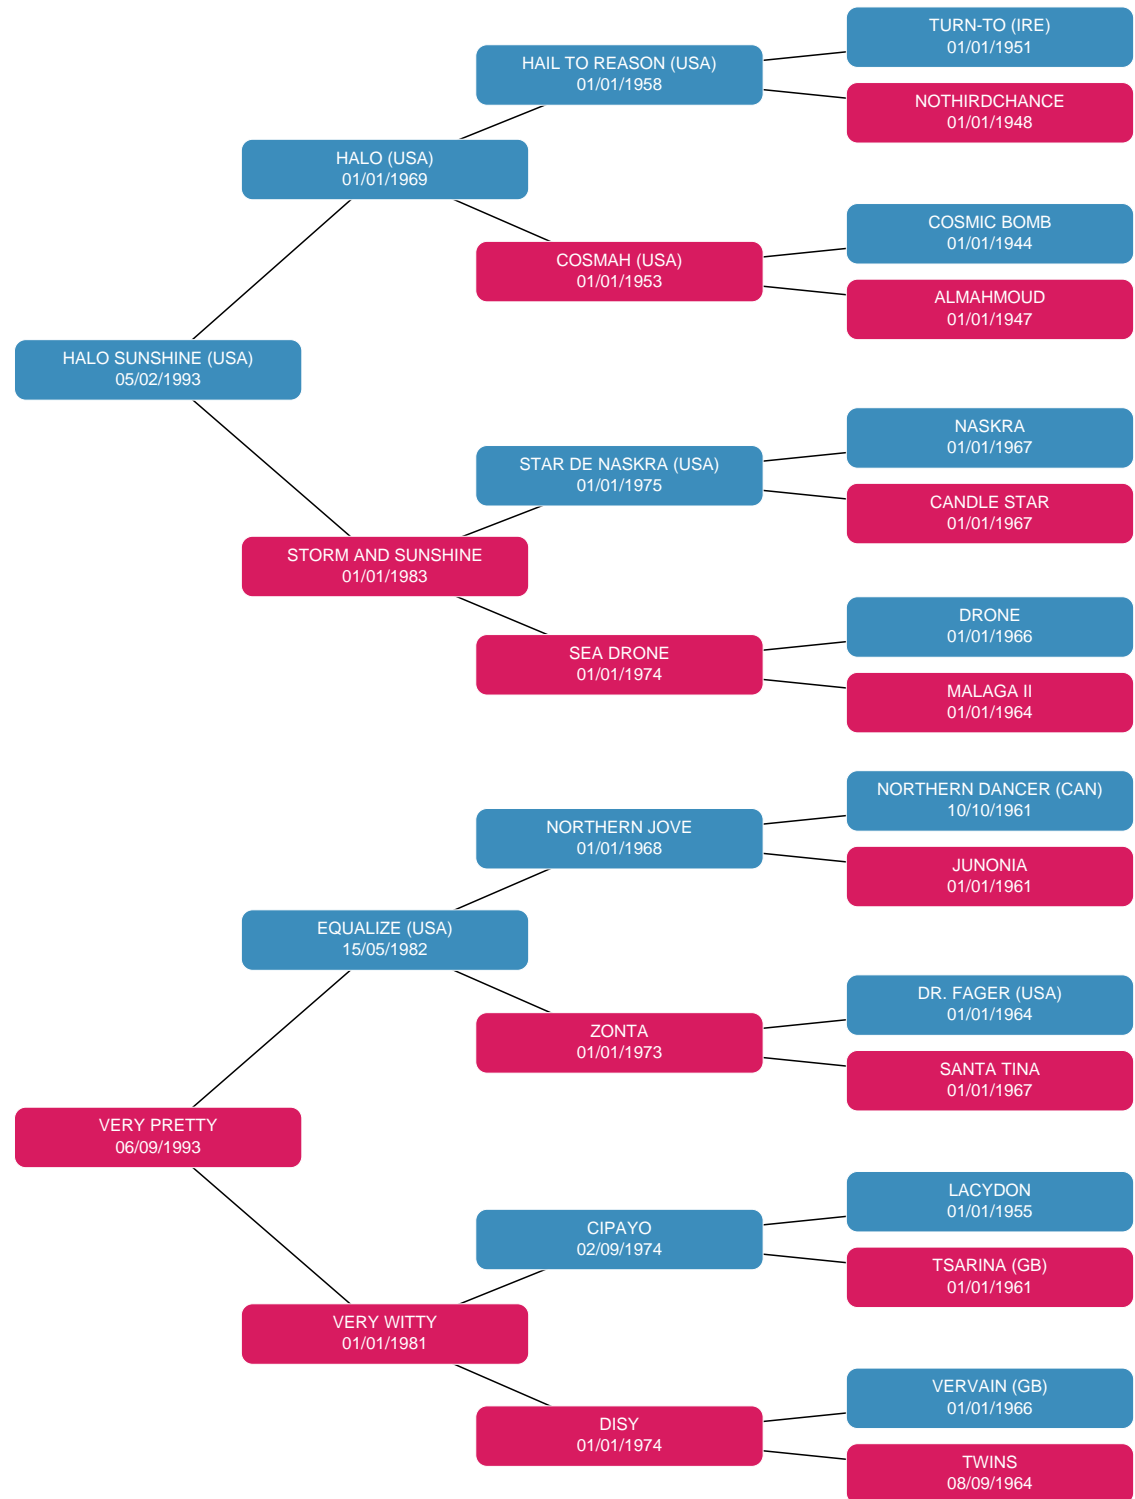 TURN-TO (IRE)
01/01/1951
HAIL TO REASON (USA)
01/01/1958
NOTHIRDCHANCE
01/01/1948
HALO (USA)
01/01/1969
COSMIC BOMB
01/01/1944
COSMAH (USA)
01/01/1953
ALMAHMOUD
01/01/1947
HALO SUNSHINE (USA)
05/02/1993
NASKRA
01/01/1967
STAR DE NASKRA (USA)
01/01/1975
CANDLE STAR
01/01/1967
STORM AND SUNSHINE
01/01/1983
DRONE
01/01/1966
SEA DRONE
01/01/1974
MALAGA II
01/01/1964
NORTHERN DANCER (CAN)
10/10/1961
NORTHERN JOVE
01/01/1968
JUNONIA
01/01/1961
EQUALIZE (USA)
15/05/1982
DR. FAGER (USA)
01/01/1964
ZONTA
01/01/1973
SANTA TINA
01/01/1967
VERY PRETTY
06/09/1993
LACYDON
01/01/1955
CIPAYO
02/09/1974
TSARINA (GB)
01/01/1961
VERY WITTY
01/01/1981
VERVAIN (GB)
01/01/1966
DISY
01/01/1974
TWINS
08/09/1964